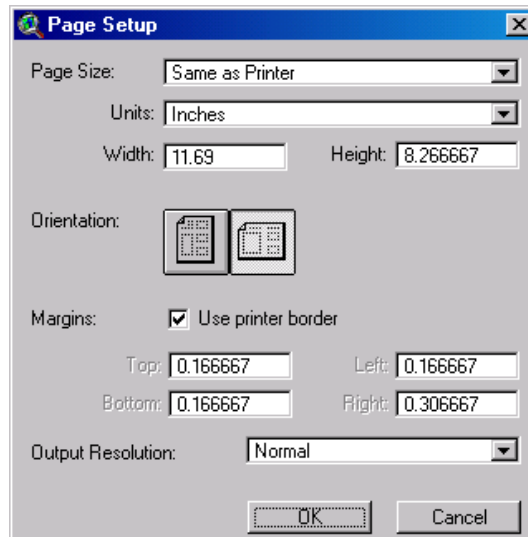 Page Setup
Page Size: Same as Printer
Units: Inches
Width: 11.69 Height: 8.266667
Orientation:
Margins: Use printer border
Top: 0.166667 Left: 0.166667
Bottom: 0.166667 Right: 0.306667
Output Resolution: Normal
OK Cancel